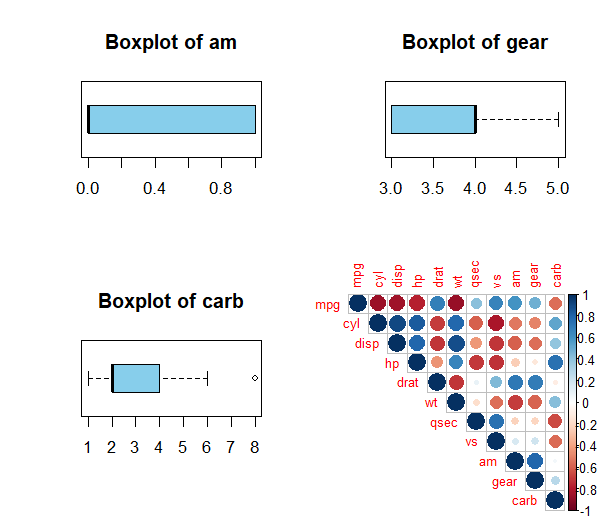 Boxplot of am
0.0 0.4 0.8
Boxplot of gear
3.0 3.5 4.0 4.5 5.0
Boxplot of carb
1 2 3 4 5 6 7 8
mpg cyl disp hp drat wt qsec vs am gear carb
mpg
cyl
disp
hp
drat
wt
qsec
vs
am
gear
carb
1
0.8
0.6
0.4
0.2
0
-0.2
-0.4
-0.6
-0.8
-1